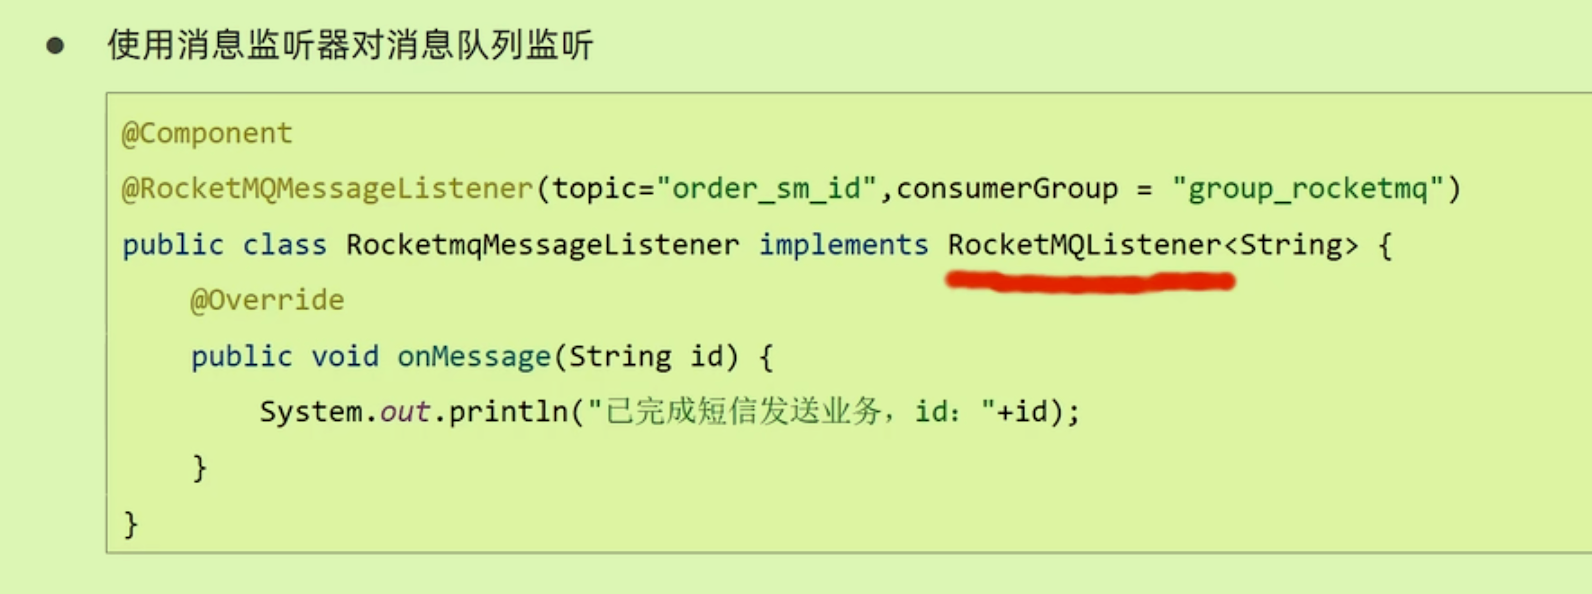 ● 使用消息监听器对消息队列监听
@Component
@RocketMQMessageListener(topic="order_sm_id",consumerGroup = "group_rocketmq")
public class RocketmqMessageListener implements RocketMQListener<String> {
@Override
public void onMessage(String id) {
System.out.println("已完成短信发送业务，id："+id);
}
}